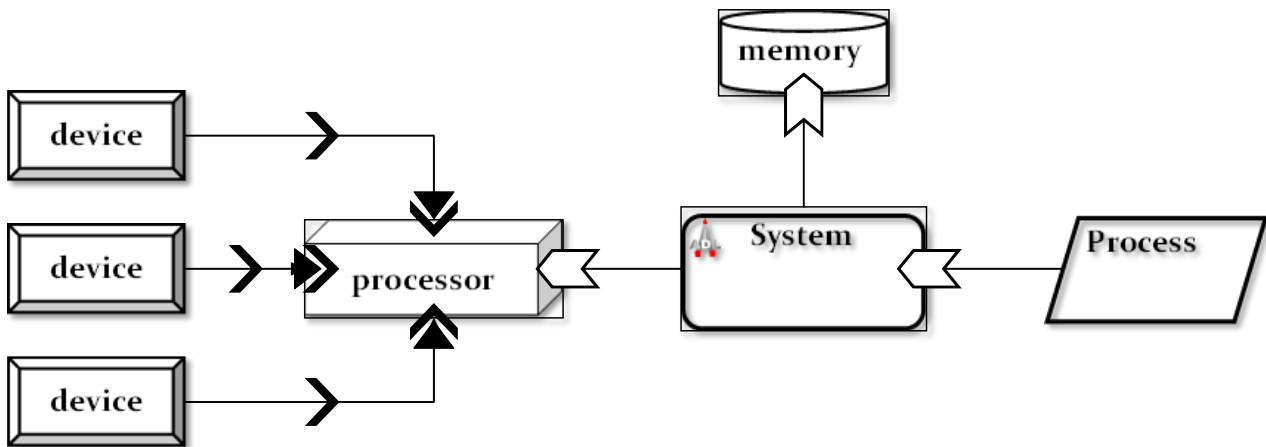 memory
device
device
processor
System
Process
device